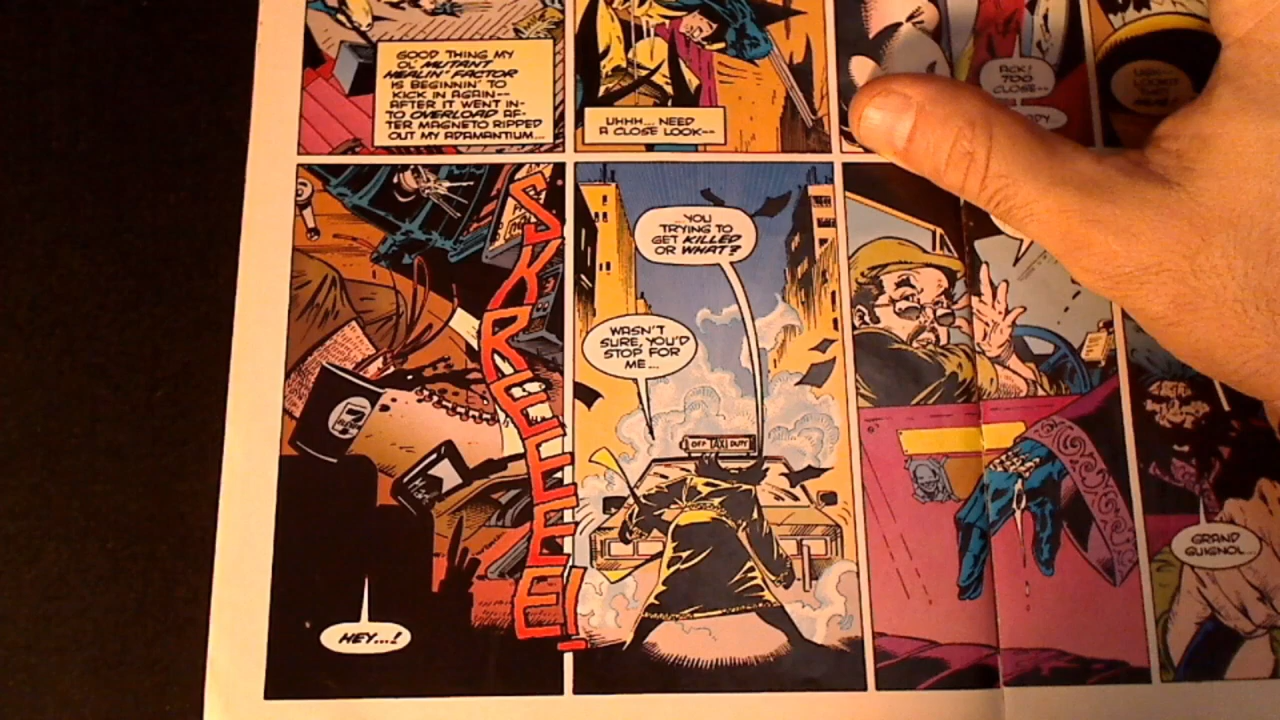 GOOD THING MY
OL' MUTANT
HEALIN' FACTOR
IS BEGINNIN' TO
KICK IN AGAIN--
AFTER IT WENT IN-
TO OVERLOAD AF-
TER MAGNETO RIPPED
OUT MY ADAMANTIUM...
UHHH... NEED
A CLOSE LOOK--
ACK!
TOO
CLOSE--
SKREEEEE!
HEY...!
YOU
TRYING TO
GET KILLED
OR WHAT?
WASN'T
SURE, YOU'D
STOP FOR
ME...
OFF TAXI DUTY
GRAND
GUIGNOL...